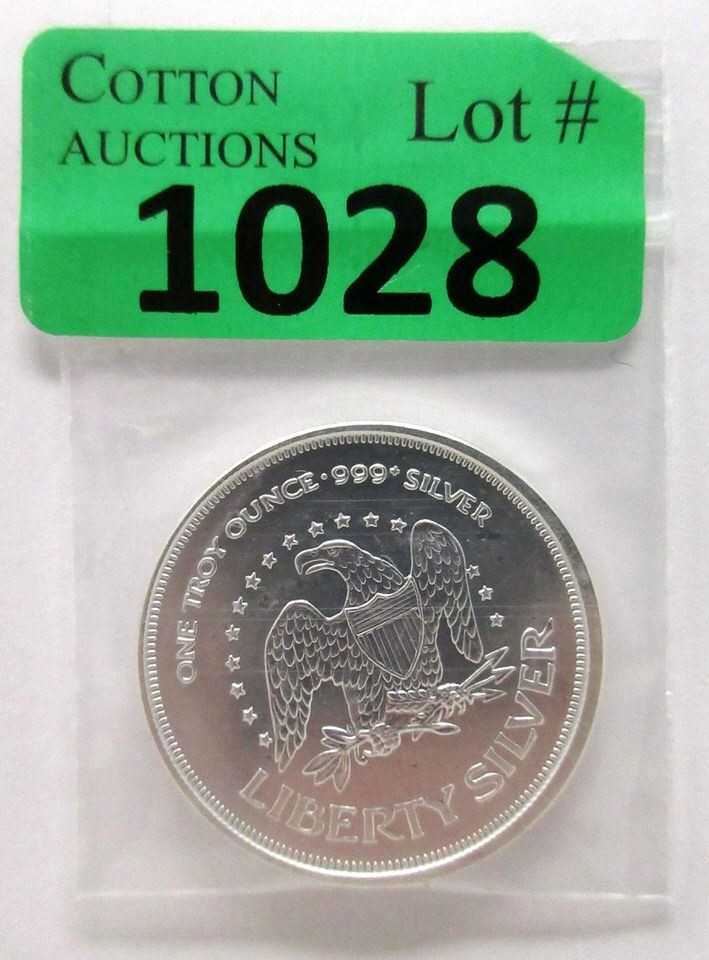 COTTON
AUCTIONS
Lot #
1028
ONE TROY OUNCE · 999+ SILVER
LIBERTY SILVER